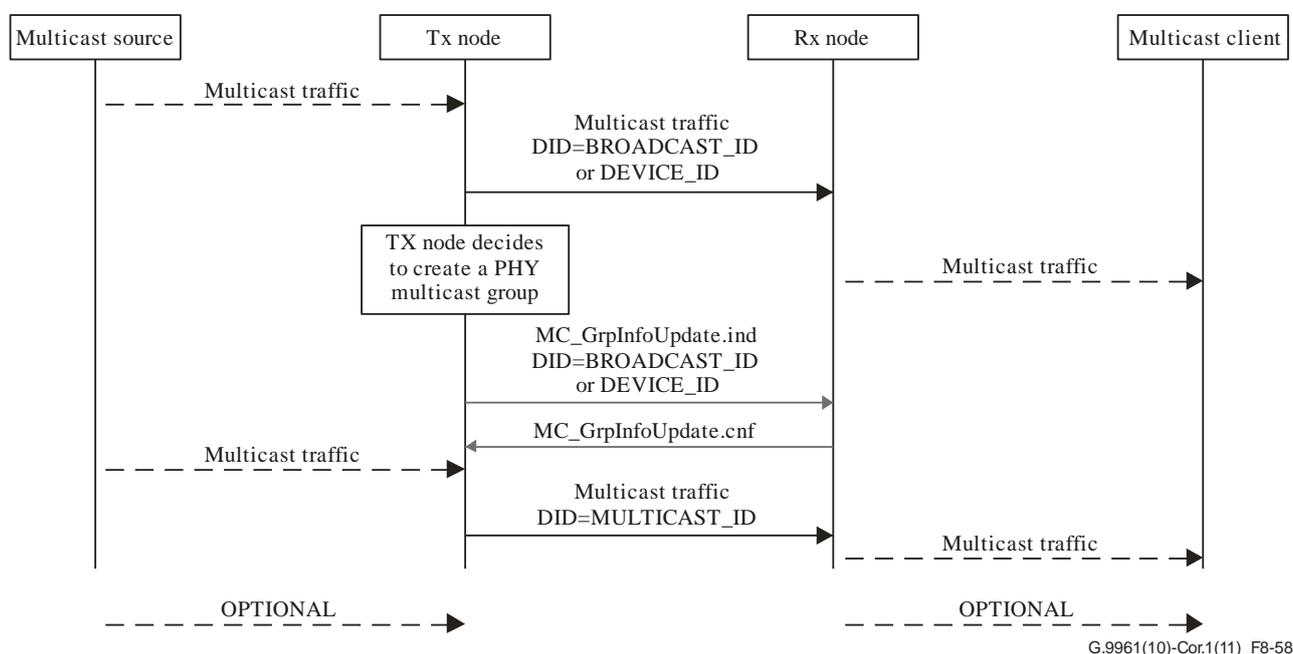 Multicast source
Tx node
Rx node
Multicast client
Multicast traffic
Multicast traffic
DID=BROADCAST_ID
or DEVICE_ID
TX node decides
to create a PHY
multicast group
Multicast traffic
MC_GrpInfoUpdate.ind
DID=BROADCAST_ID
or DEVICE_ID
MC_GrpInfoUpdate.cnf
Multicast traffic
Multicast traffic
DID=MULTICAST_ID
Multicast traffic
OPTIONAL
OPTIONAL
G.9961(10)-Cor.1(11)_F8-58